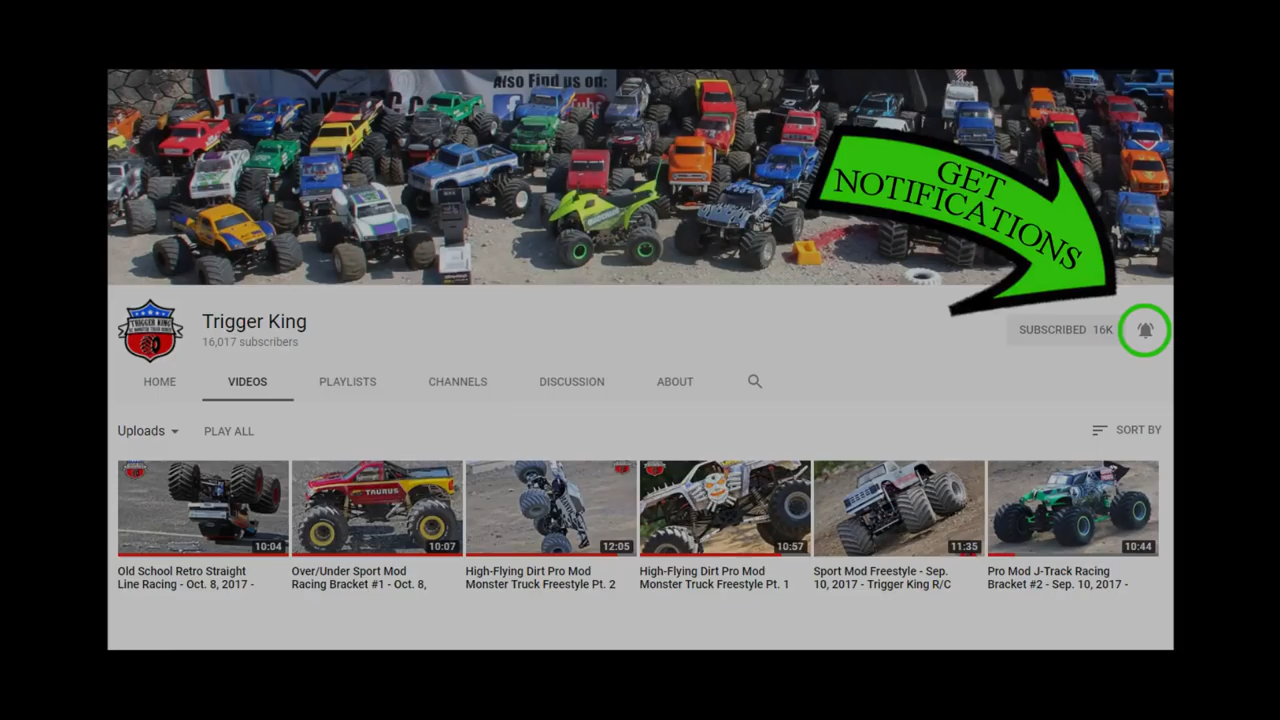 Also Find us on:
GET
NOTIFICATIONS
TRIGGER KING
Trigger King
16,017 subscribers
SUBSCRIBED 16K
HOME
VIDEOS
PLAYLISTS
CHANNELS
DISCUSSION
ABOUT
Uploads
PLAY ALL
SORT BY
TAURUS
10:04
10:07
12:05
10:57
11:35
10:44
Old School Retro Straight
Line Racing - Oct. 8, 2017 -
Over/Under Sport Mod
Racing Bracket #1 - Oct. 8,
High-Flying Dirt Pro Mod
Monster Truck Freestyle Pt. 2
High-Flying Dirt Pro Mod
Monster Truck Freestyle Pt. 1
Sport Mod Freestyle - Sep.
10, 2017 - Trigger King R/C
Pro Mod J-Track Racing
Bracket #2 - Sep. 10, 2017 -